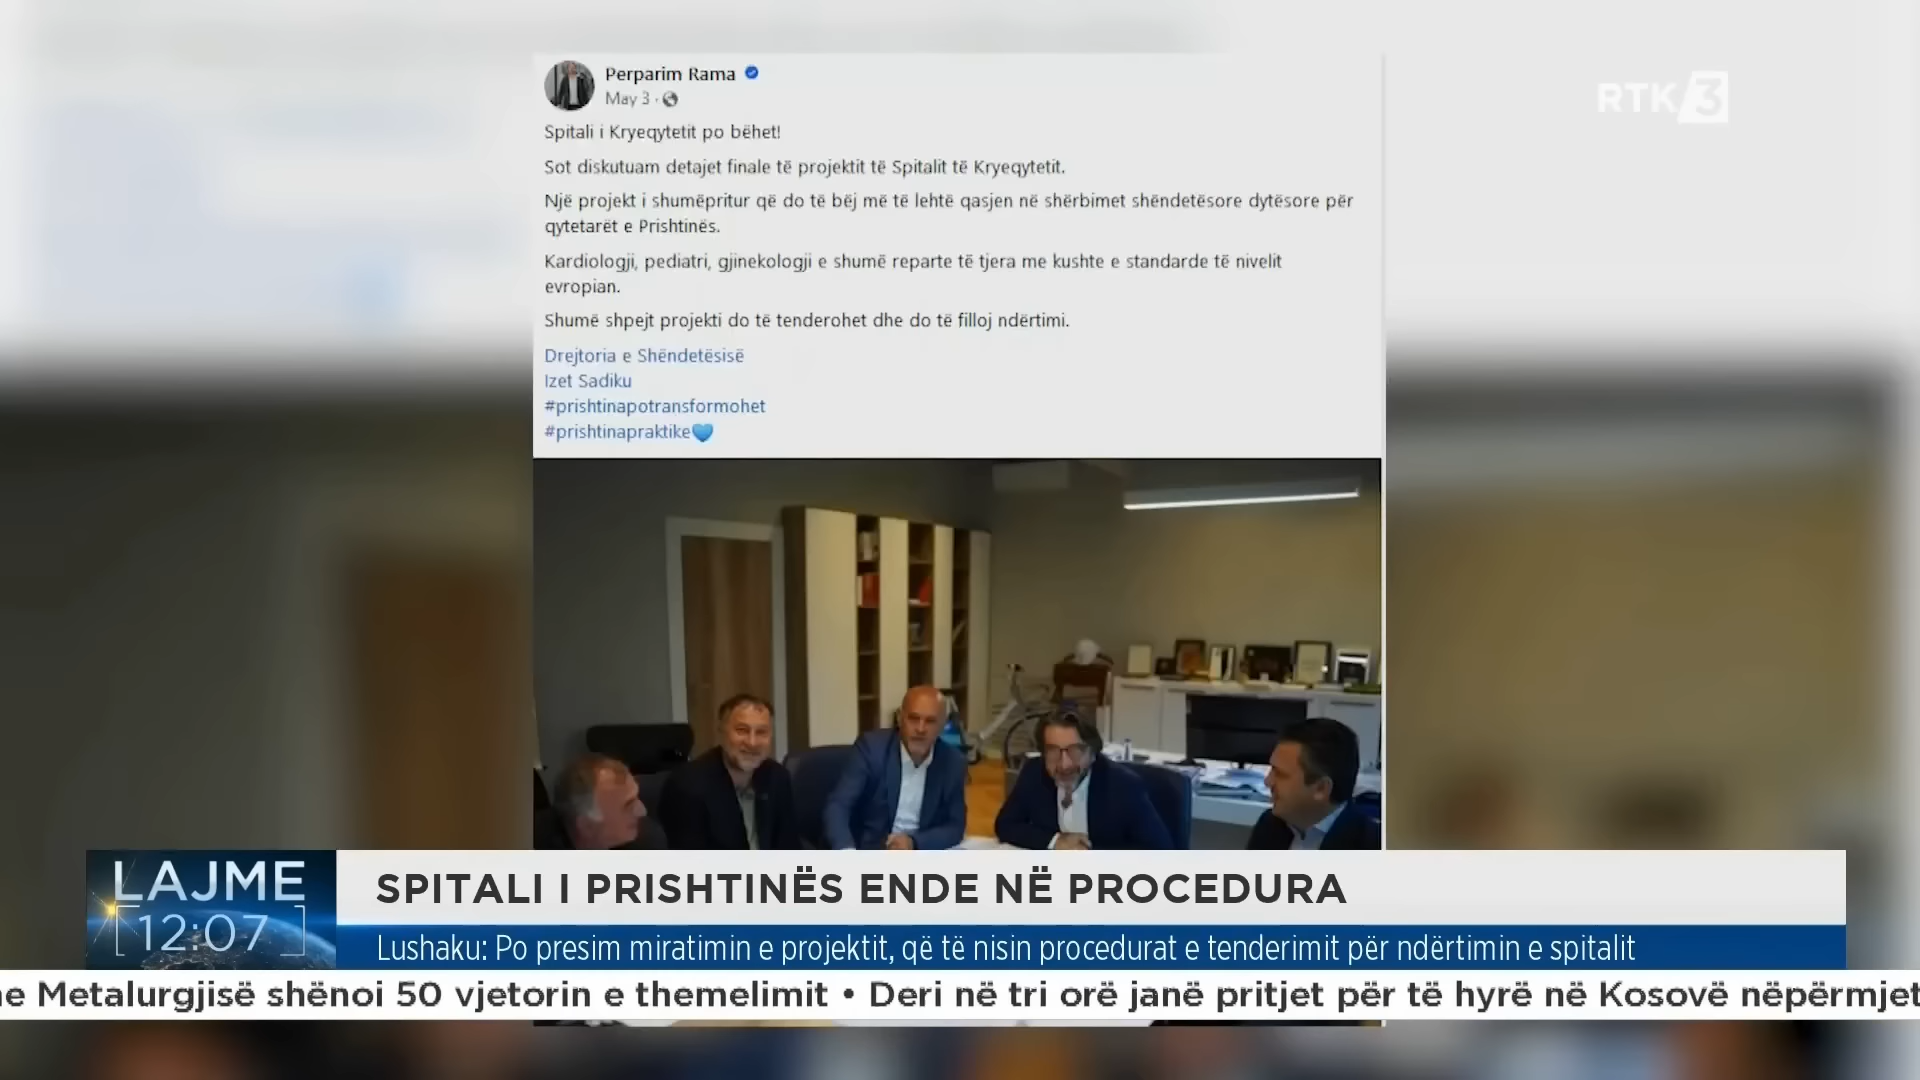 Perparim Rama
May 3 ·
Spitali i Kryeqytetit po bëhet!
Sot diskutuam detajet finale të projektit të Spitalit të Kryeqytetit.
Një projekt i shumëpritur që do të bëj më të lehtë qasjen në shërbimet shëndetësore dytësore për
qytetarët e Prishtinës.
Kardiologji, pediatri, gjinekologji e shumë reparte të tjera me kushte e standarde të nivelit
evropian.
Shumë shpejt projekti do të tenderohet dhe do të filloj ndërtimi.
Drejtoria e Shëndetësisë
Izet Sadiku
#prishtinapotransformohet
#prishtinapraktike💙
RTK 3
LAJME
12:07
SPITALI I PRISHTINËS ENDE NË PROCEDURA
Lushaku: Po presim miratimin e projektit, që të nisin procedurat e tenderimit për ndërtimin e spitalit
e Metalurgjisë shënoi 50 vjetorin e themelimit • Deri në tri orë janë pritjet për të hyrë në Kosovë nëpërmjet